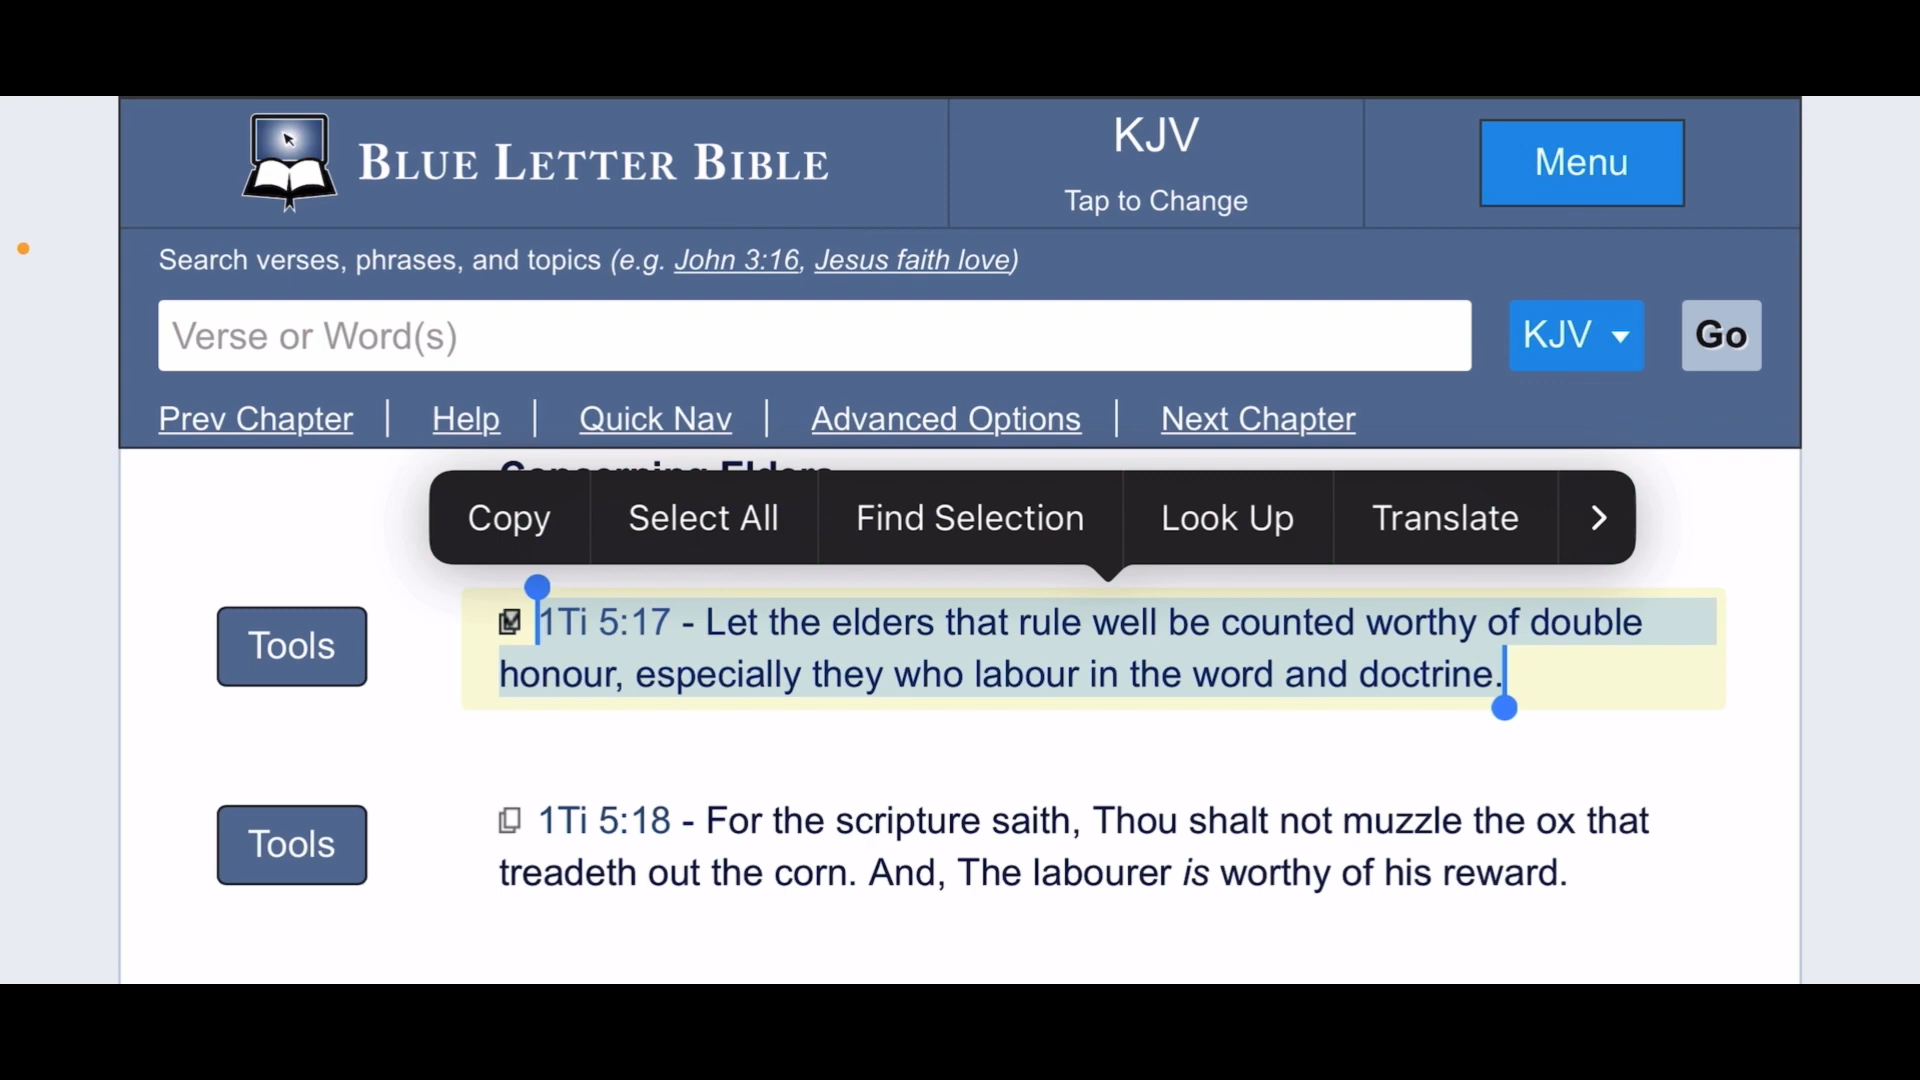 BLUE LETTER BIBLE
KJV
Tap to Change
Menu
Search verses, phrases, and topics (e.g. John 3:16, Jesus faith love)
Verse or Word(s)
KJV
Go
Prev Chapter | Help | Quick Nav | Advanced Options | Next Chapter
Concerning Elders
Copy
Select All
Find Selection
Look Up
Translate
Tools
1Ti 5:17 - Let the elders that rule well be counted worthy of double
honour, especially they who labour in the word and doctrine.
Tools
1Ti 5:18 - For the scripture saith, Thou shalt not muzzle the ox that
treadeth out the corn. And, The labourer is worthy of his reward.